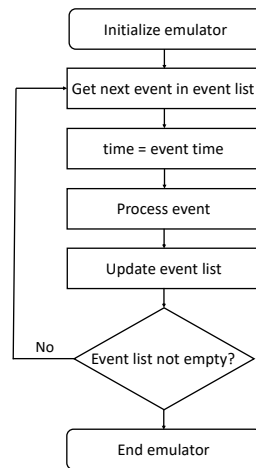 Initialize emulator
Get next event in event list
time = event time
Process event
Update event list
No
Event list not empty?
End emulator